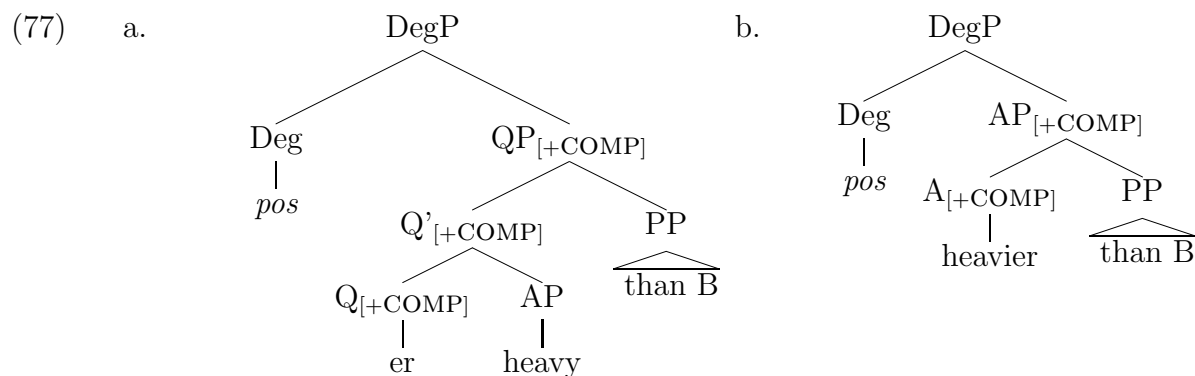 (77) a. DegP b. DegP
Deg QP[+COMP] Deg AP[+COMP]
pos pos
Q’[+COMP] PP A[+COMP] PP
than B heavier than B
Q[+COMP] AP
er heavy